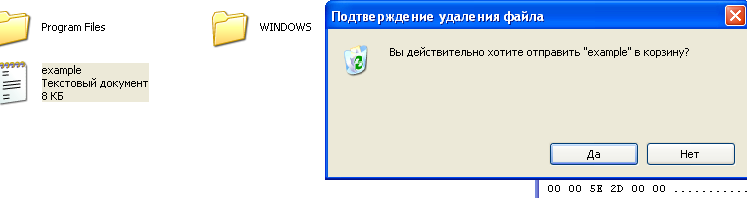 Program Files
WINDOWS
example
Текстовый документ
8 КБ
Подтверждение удаления файла
Вы действительно хотите отправить "example" в корзину?
Да
Нет
00 00 5E 2D 00 00 ...........